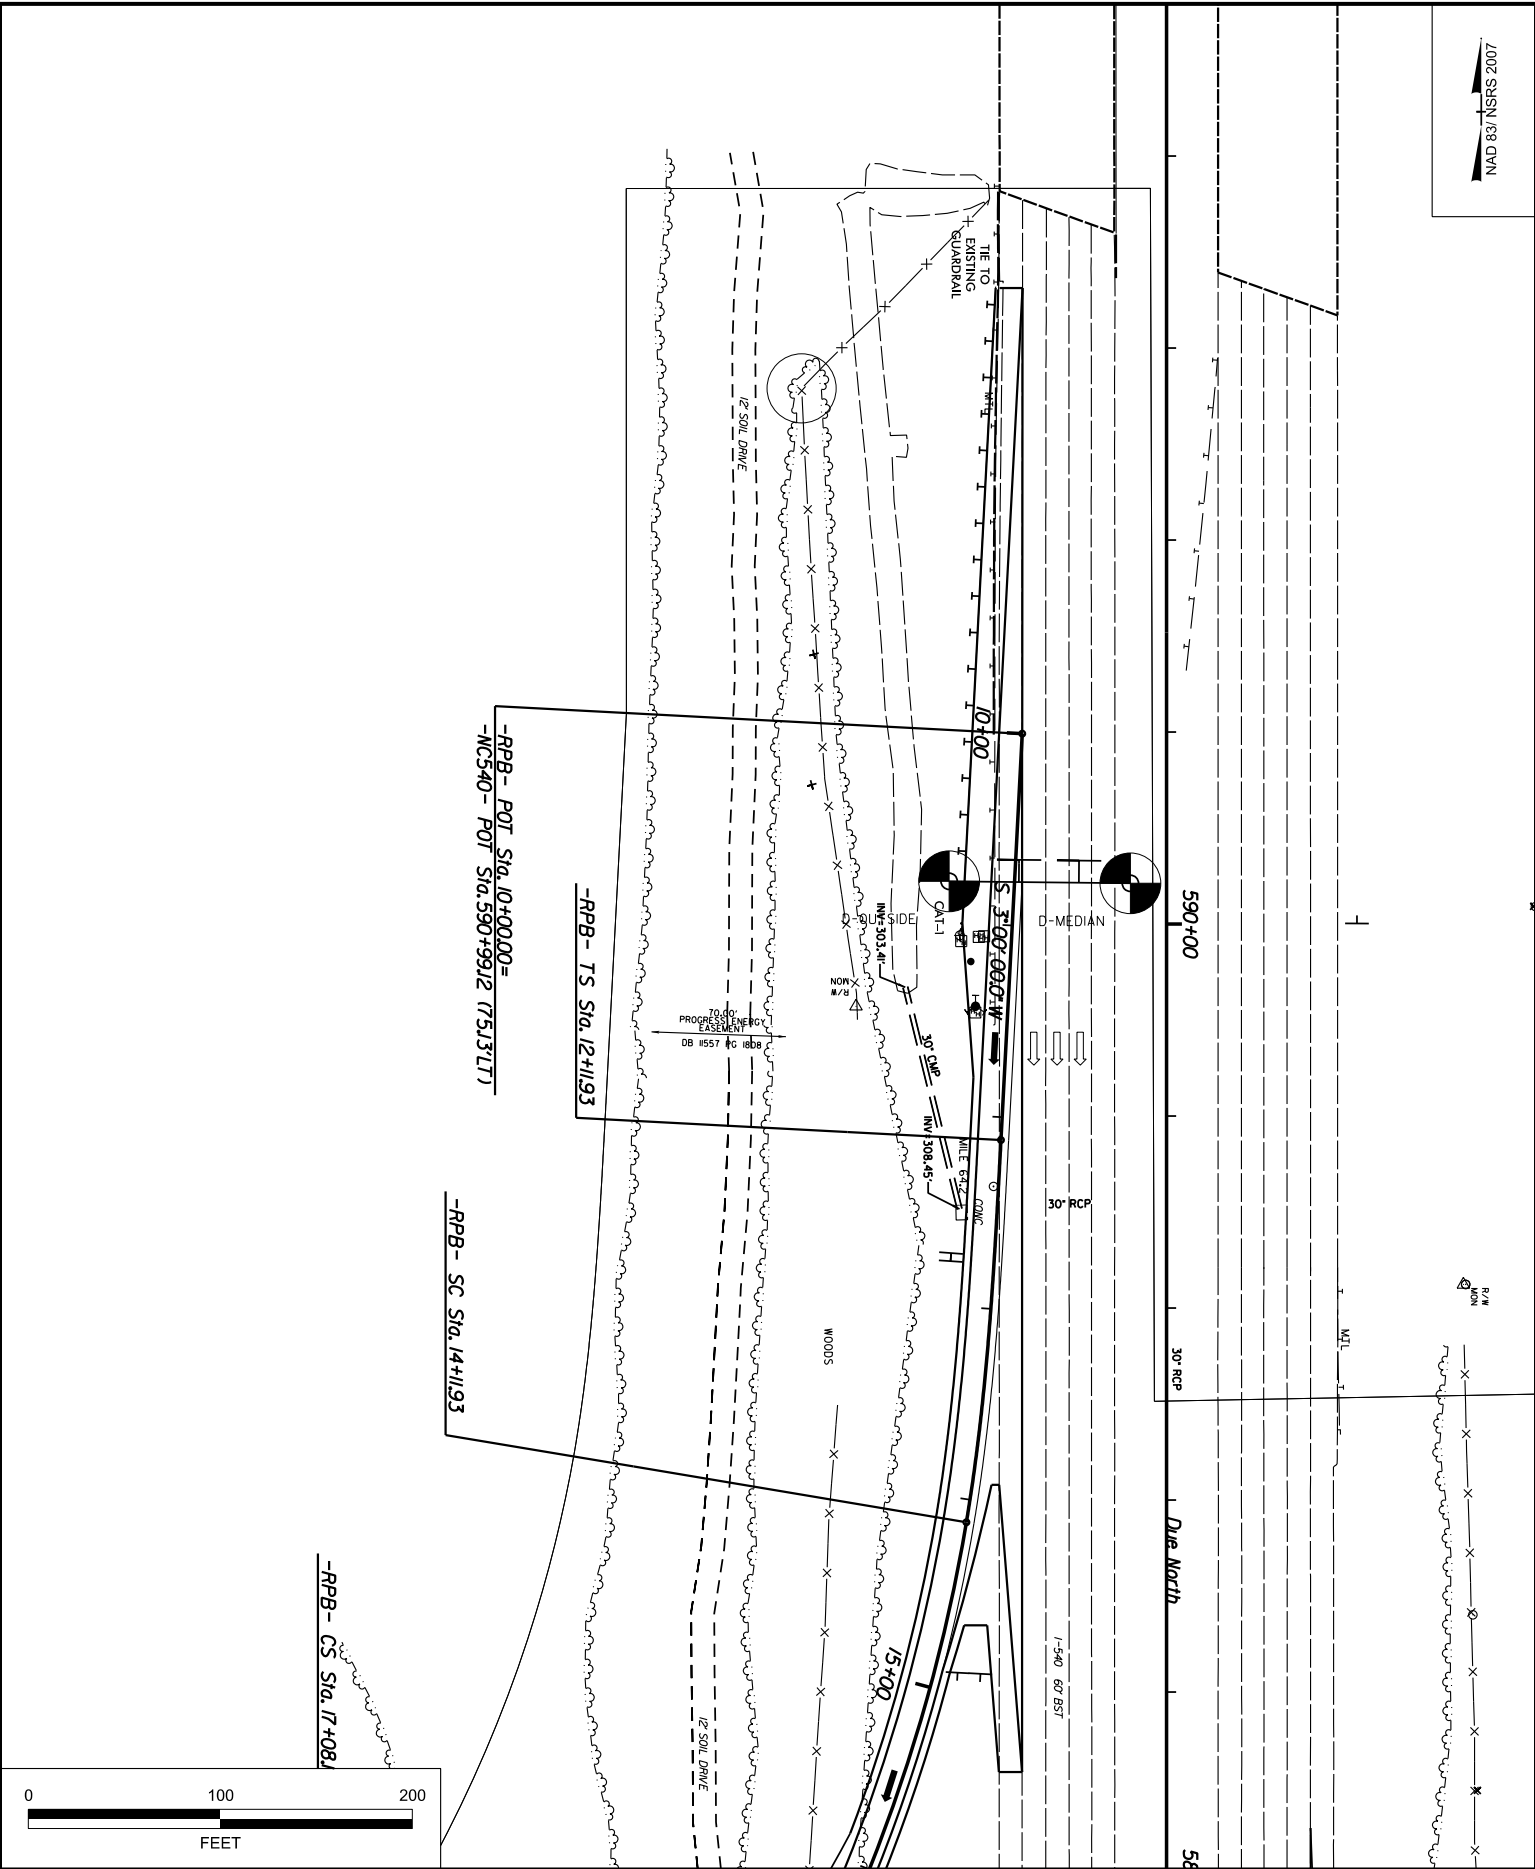 NAD 83/ NSRS 2007
TIE TO
EXISTING
GUARDRAIL
MTL
12' SOIL DRIVE
10+00
-RPB- POT Sta. 10+00.00=
-NC540- POT Sta. 590+99.12 (75.13' LT)
-RPB- TS Sta. 12+11.93
-RPB- SC Sta. 14+11.93
-RPB- CS Sta. 17+08.
S 3°00' 00.0" W
590+00
D-OUTSIDE
CAT-1
D-MEDIAN
INV=303.41'
R/W
MON
70.00'
PROGRESS ENERGY
EASEMENT
DB 11557 PG 1808
30" CMP
INV=308.45'
MILE 64.2
CONC
30" RCP
R/W
MON
MTL
30" RCP
WOODS
Due North
15+00
I-540 60' BST
12' SOIL DRIVE
58
0 100 200
FEET